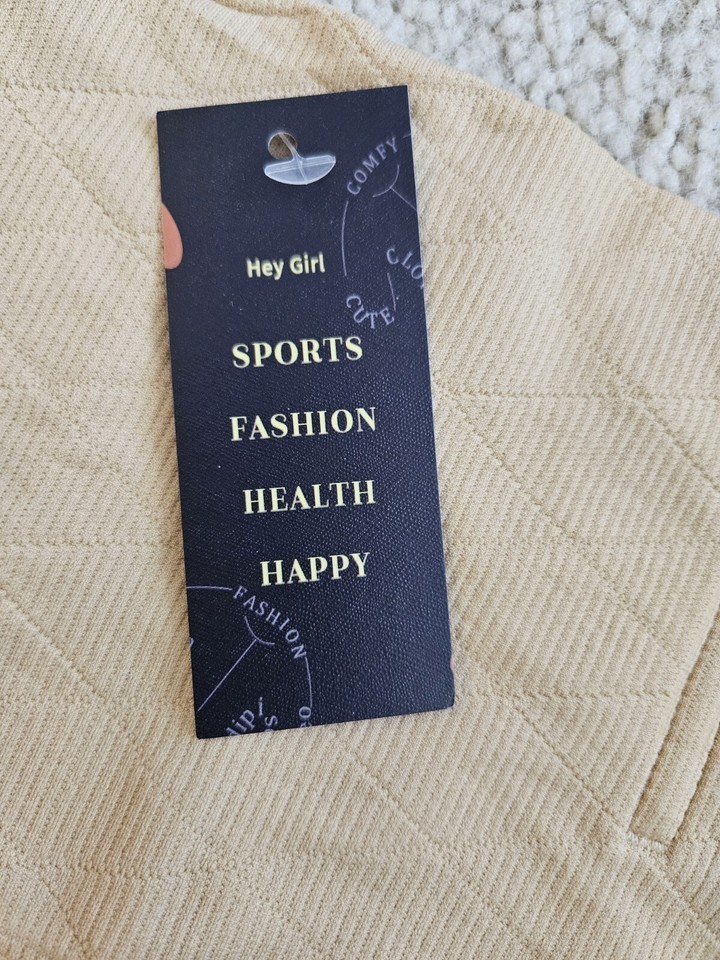 COMFY
CUTE
Hey Girl
SPORTS
FASHION
HEALTH
HAPPY
FASHION